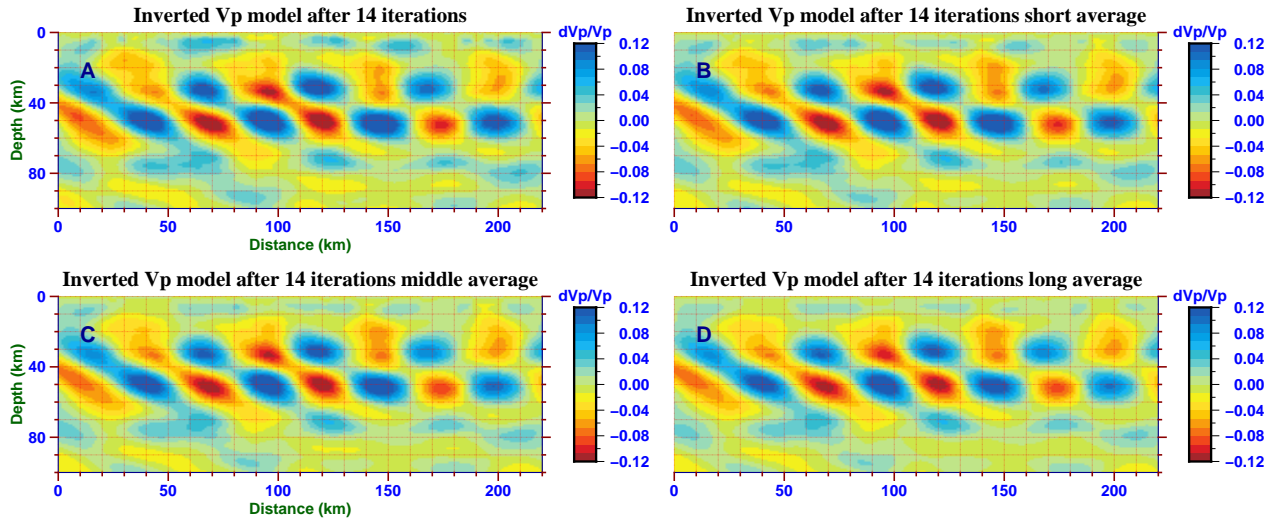 Inverted Vp model after 14 iterations
dVp/Vp
0
40
80
Depth (km)
A
0.12
0.08
0.04
0.00
−0.04
−0.08
−0.12
0 50 100 150 200
Distance (km)
Inverted Vp model after 14 iterations short average
dVp/Vp
B
0.12
0.08
0.04
0.00
−0.04
−0.08
−0.12
0 50 100 150 200
Inverted Vp model after 14 iterations middle average
dVp/Vp
0
40
80
Depth (km)
C
0.12
0.08
0.04
0.00
−0.04
−0.08
−0.12
0 50 100 150 200
Distance (km)
Inverted Vp model after 14 iterations long average
dVp/Vp
D
0.12
0.08
0.04
0.00
−0.04
−0.08
−0.12
0 50 100 150 200